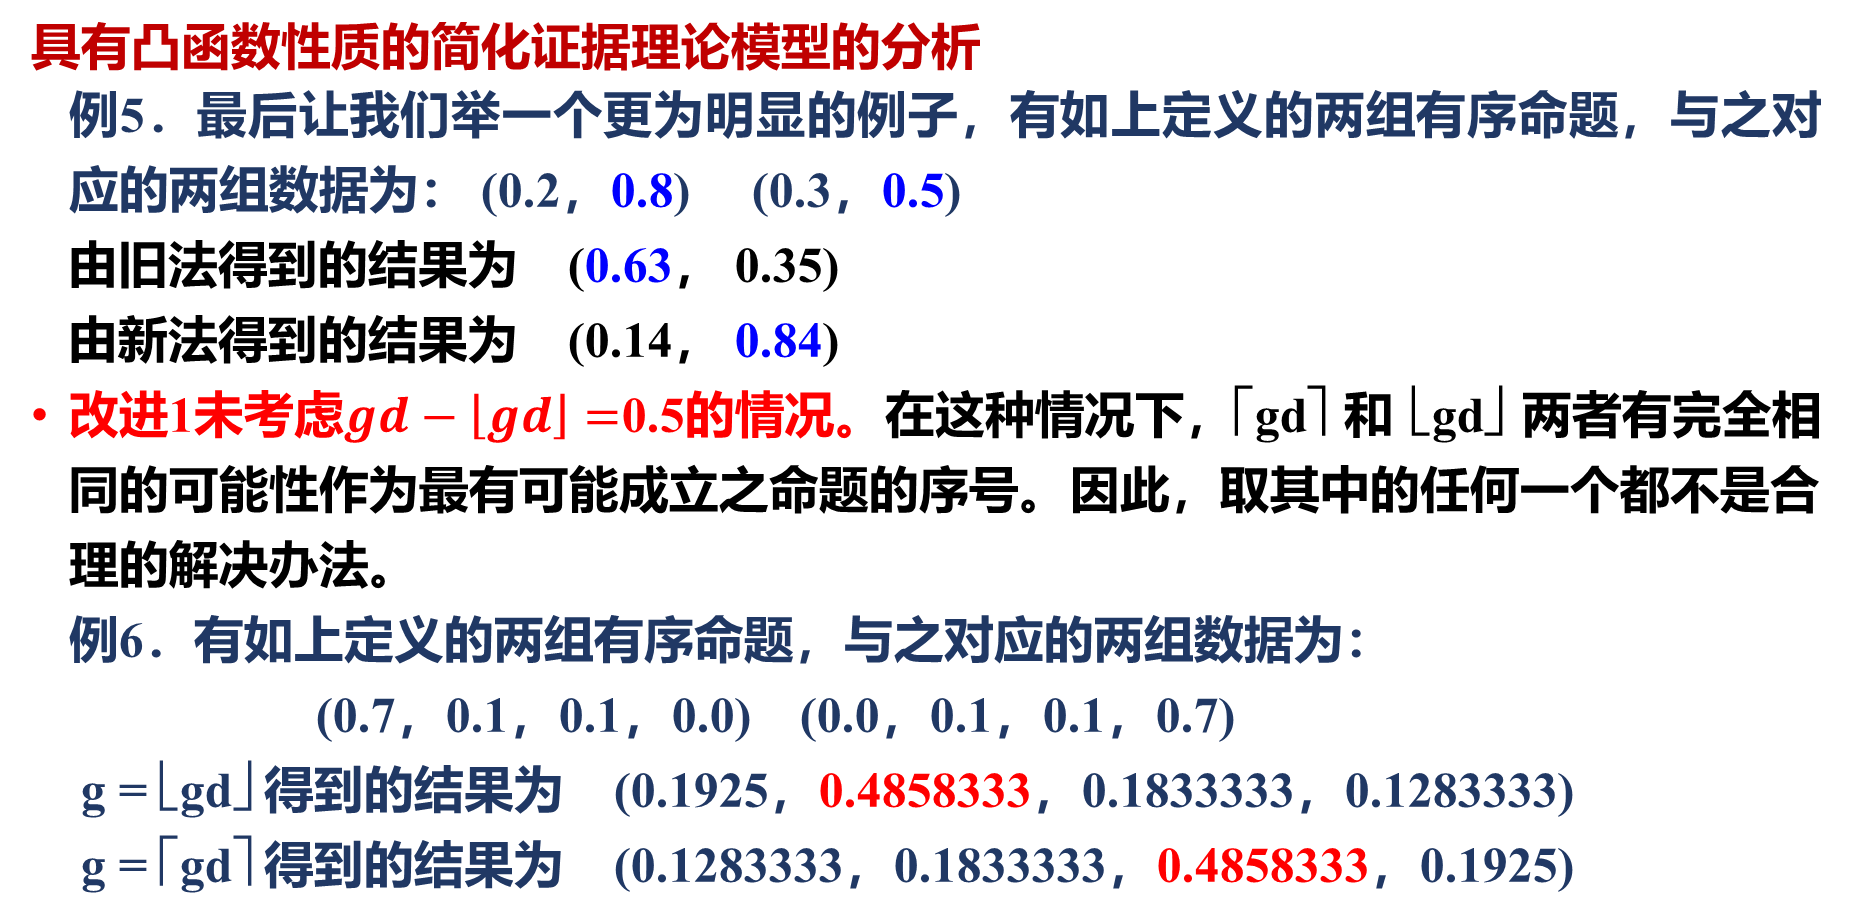 具有凸函数性质的简化证据理论模型的分析
例5．最后让我们举一个更为明显的例子，有如上定义的两组有序命题，与之对
应的两组数据为： (0.2，0.8) (0.3，0.5)
由旧法得到的结果为 (0.63， 0.35)
由新法得到的结果为 (0.14， 0.84)
• 改进1未考虑gd − ⌊gd⌋ =0.5的情况。在这种情况下,⌈gd⌉ 和 ⌊gd⌋ 两者有完全相
同的可能性作为最有可能成立之命题的序号。因此，取其中的任何一个都不是合
理的解决办法。
例6．有如上定义的两组有序命题，与之对应的两组数据为：
(0.7，0.1，0.1，0.0) (0.0，0.1，0.1，0.7)
g =⌊gd⌋得到的结果为 (0.1925，0.4858333，0.1833333，0.1283333)
g =⌈gd⌉得到的结果为 (0.1283333，0.1833333，0.4858333，0.1925)